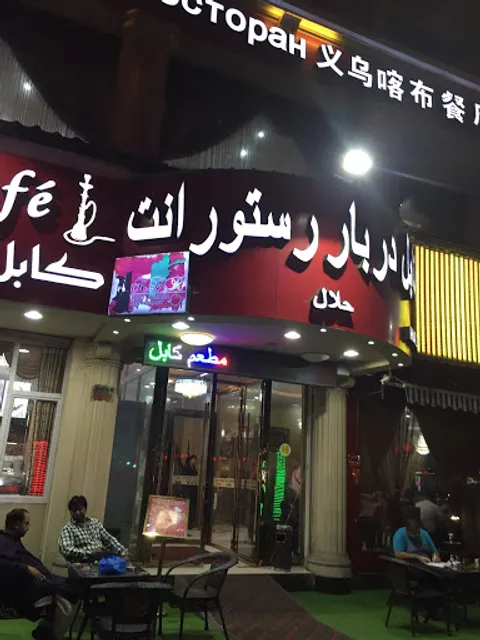 ресторан 义乌喀布餐
fé
کابل
دربار رستورانت
حلال
مطعم كابل